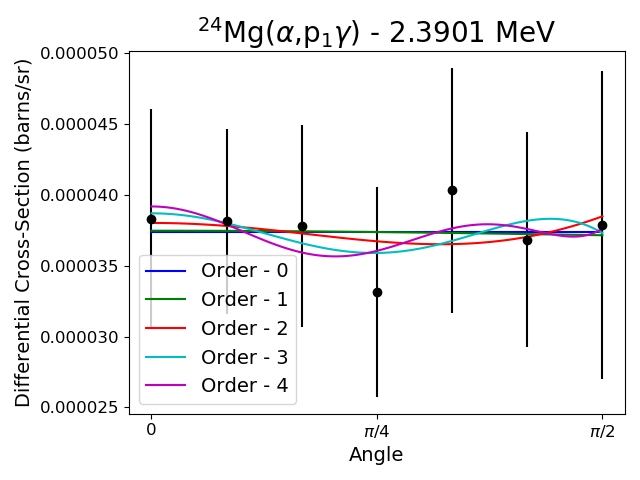 ²⁴Mg(α,p₁γ) - 2.3901 MeV
Differential Cross-Section (barns/sr)
0.000050
0.000045
0.000040
0.000035
0.000030
0.000025
Order - 0
Order - 1
Order - 2
Order - 3
Order - 4
0
π/4
π/2
Angle